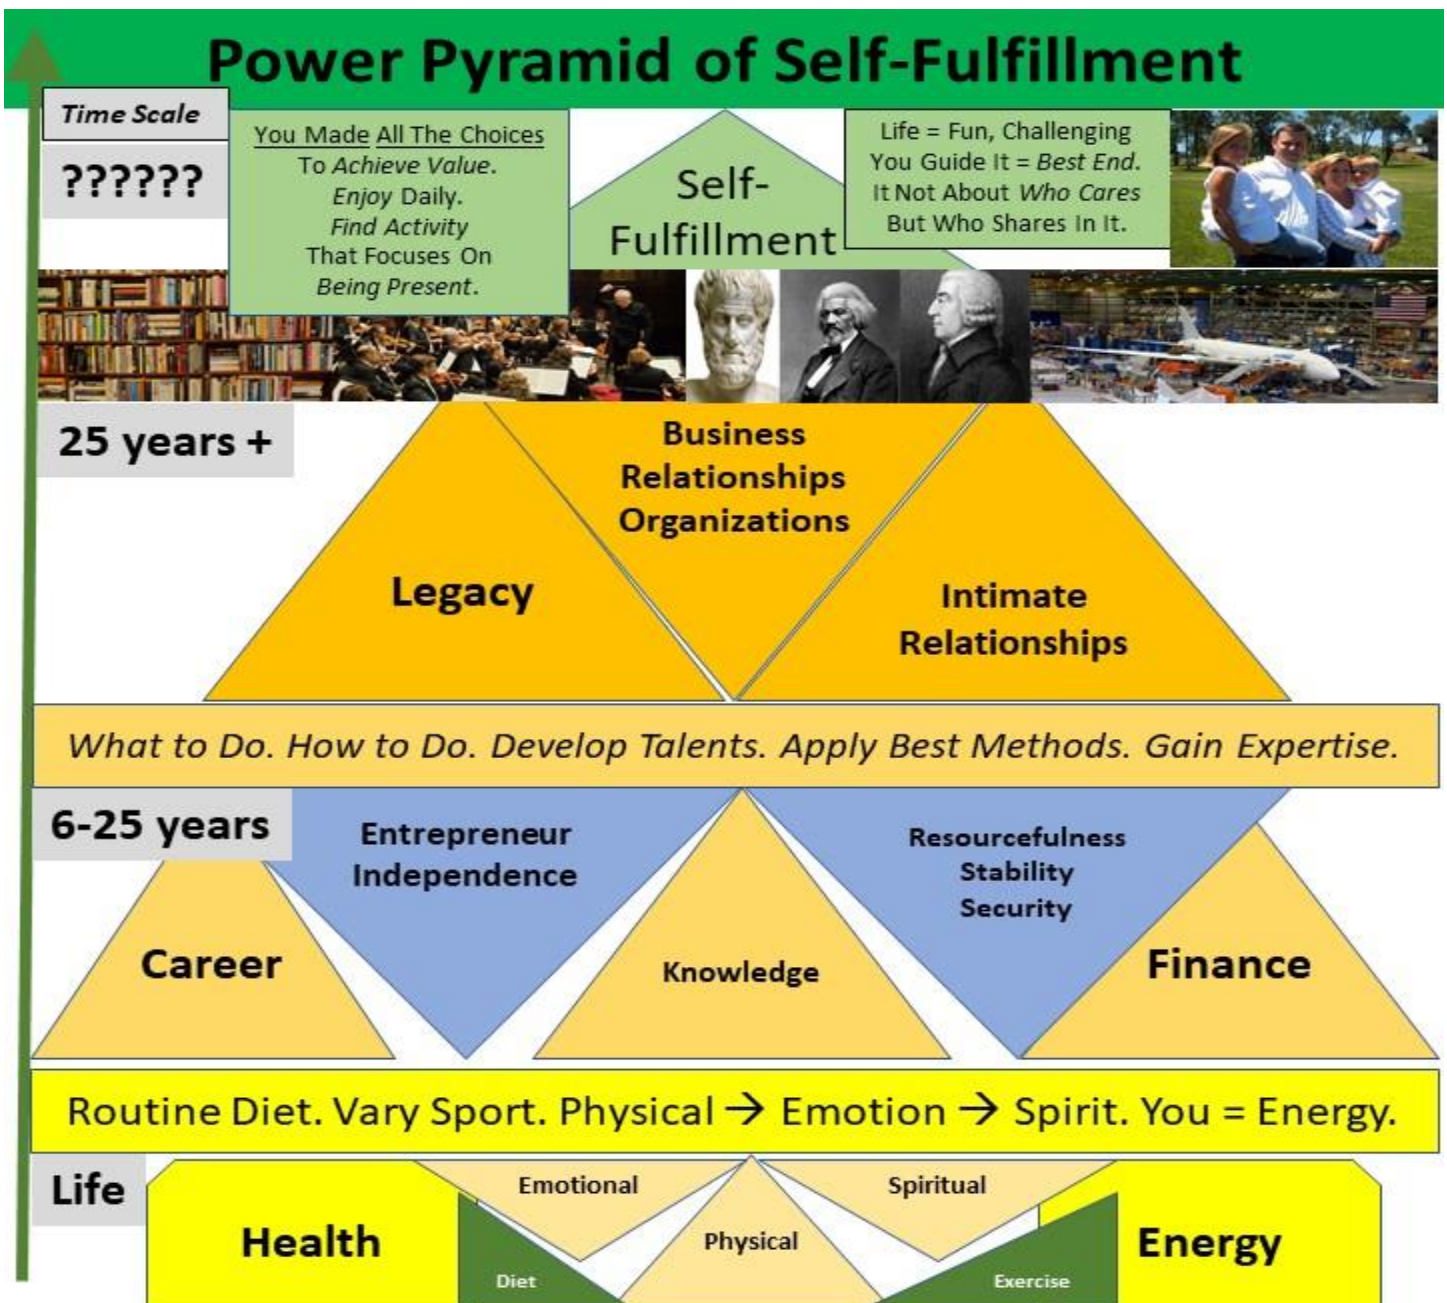 Power Pyramid of Self-Fulfillment
Time Scale
??????
You Made All The Choices
To Achieve Value.
Enjoy Daily.
Find Activity
That Focuses On
Being Present.
Self-
Fulfillment
Life = Fun, Challenging
You Guide It = Best End.
It Not About Who Cares
But Who Shares In It.
25 years +
Business
Relationships
Organizations
Legacy
Intimate
Relationships
What to Do. How to Do. Develop Talents. Apply Best Methods. Gain Expertise.
6-25 years
Entrepreneur
Independence
Resourcefulness
Stability
Security
Career
Knowledge
Finance
Routine Diet. Vary Sport. Physical → Emotion → Spirit. You = Energy.
Life
Emotional
Spiritual
Health
Physical
Energy
Diet
Exercise